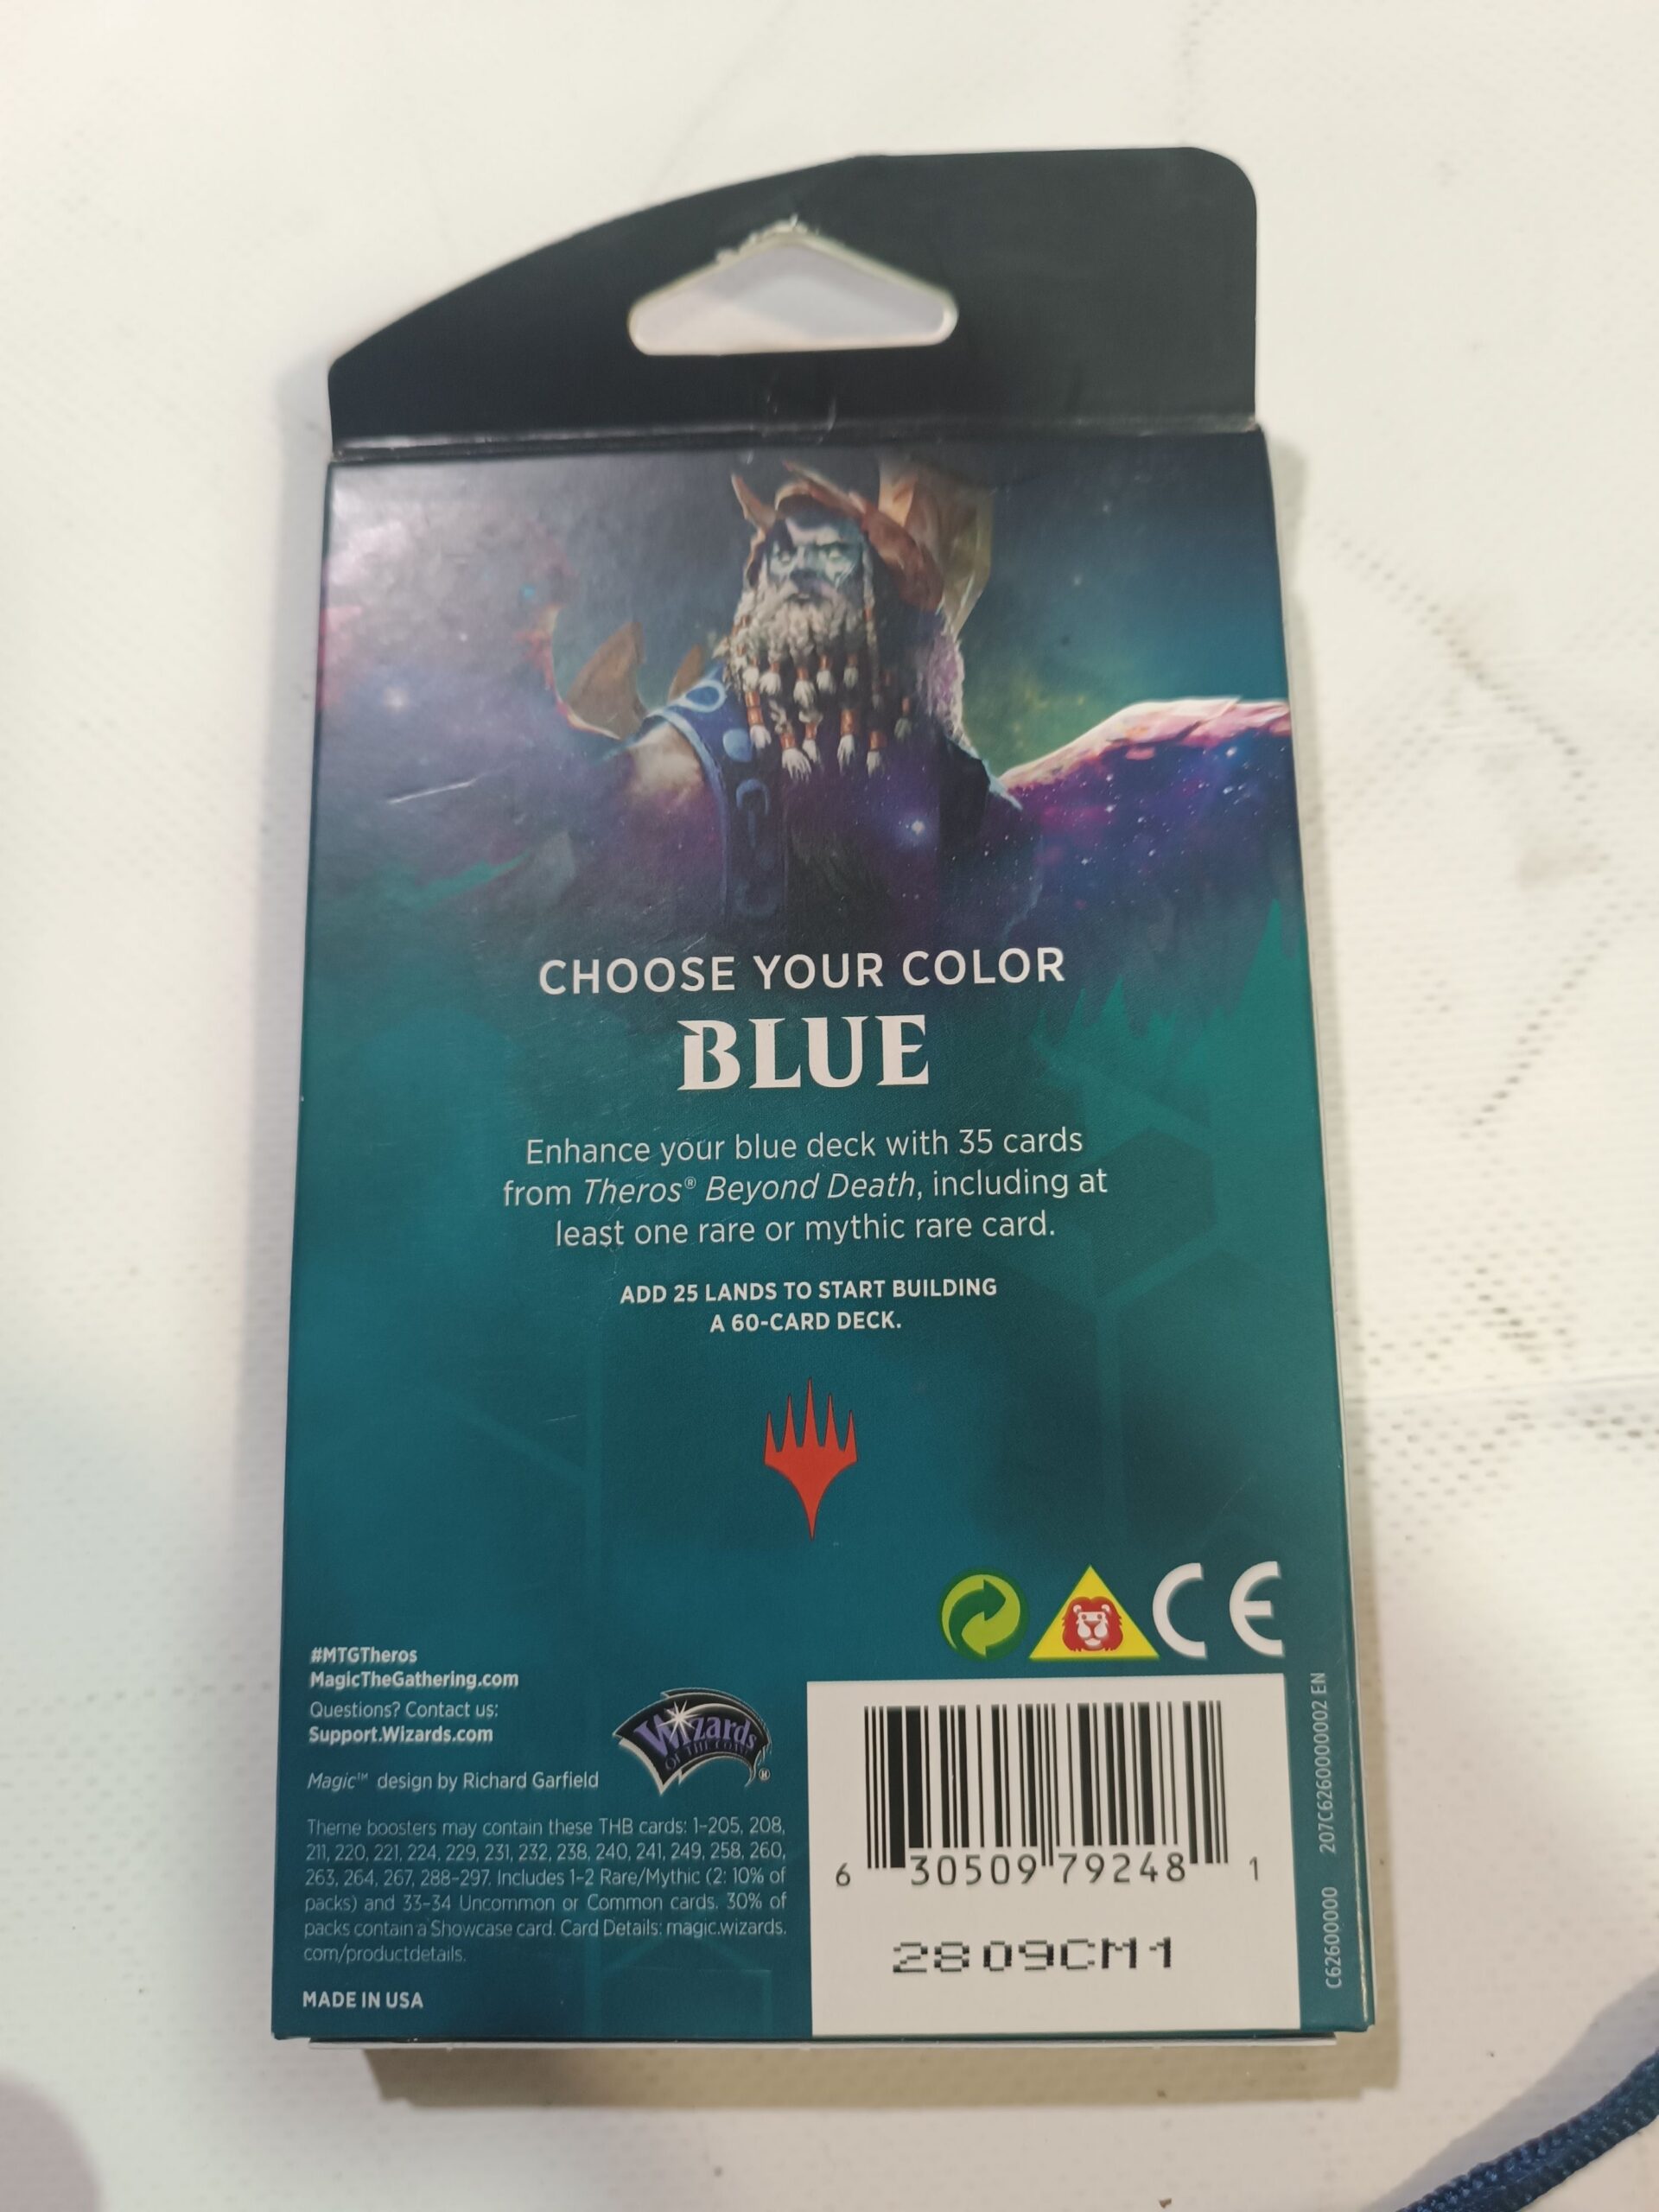 CHOOSE YOUR COLOR
BLUE
Enhance your blue deck with 35 cards
from Theros® Beyond Death, including at
least one rare or mythic rare card.
ADD 25 LANDS TO START BUILDING
A 60-CARD DECK.
#MTGTheros
MagicTheGathering.com
Questions? Contact us:
Support.Wizards.com
Magic™ design by Richard Garfield
Wizards
OF THE COAST
®
Theme boosters may contain these THB cards: 1-205, 208,
211, 220, 221, 224, 229, 231, 232, 238, 240, 241, 249, 258, 260,
263, 264, 267, 288-297. Includes 1-2 Rare/Mythic (2: 10% of
packs) and 33-34 Uncommon or Common cards. 30% of
packs contain a Showcase card. Card Details: magic.wizards.
com/productdetails.
MADE IN USA
CE
6 30509 79248 1
2809CM1
C62600000 207C626000000​2 EN